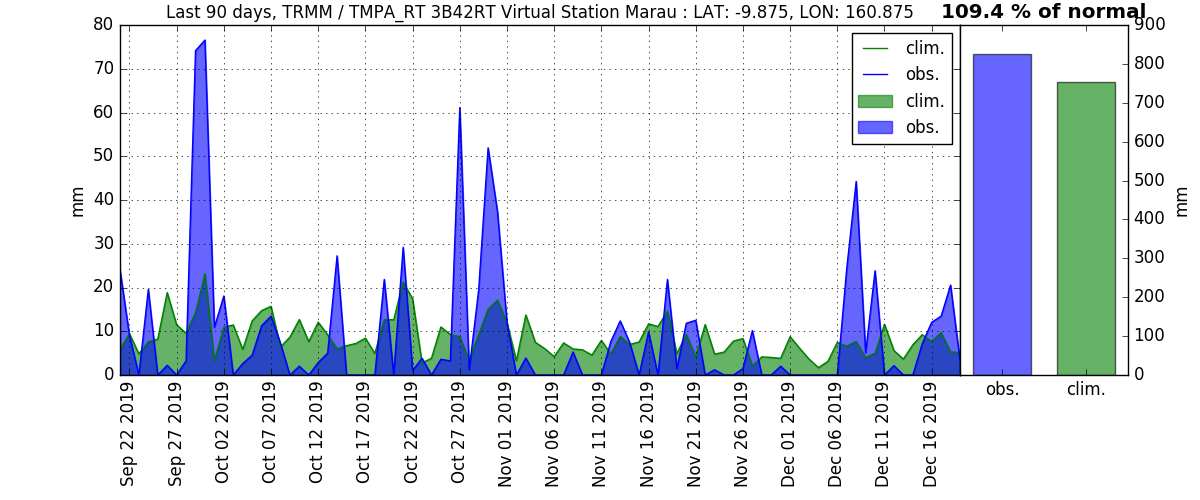 Last 90 days, TRMM / TMPA_RT 3B42RT Virtual Station Marau : LAT: -9.875, LON: 160.875
109.4 % of normal
80
70
60
50
40
30
20
10
0
mm
clim.
obs.
clim.
obs.
900
800
700
600
500
400
300
200
100
0
mm
obs.
clim.
Sep 22 2019
Sep 27 2019
Oct 02 2019
Oct 07 2019
Oct 12 2019
Oct 17 2019
Oct 22 2019
Oct 27 2019
Nov 01 2019
Nov 06 2019
Nov 11 2019
Nov 16 2019
Nov 21 2019
Nov 26 2019
Dec 01 2019
Dec 06 2019
Dec 11 2019
Dec 16 2019